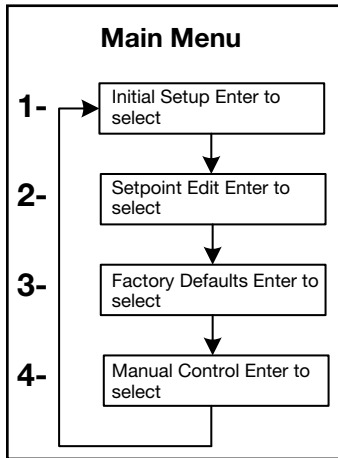 Main Menu
1-
Initial Setup Enter to
select
2-
Setpoint Edit Enter to
select
3-
Factory Defaults Enter to
select
4-
Manual Control Enter to
select